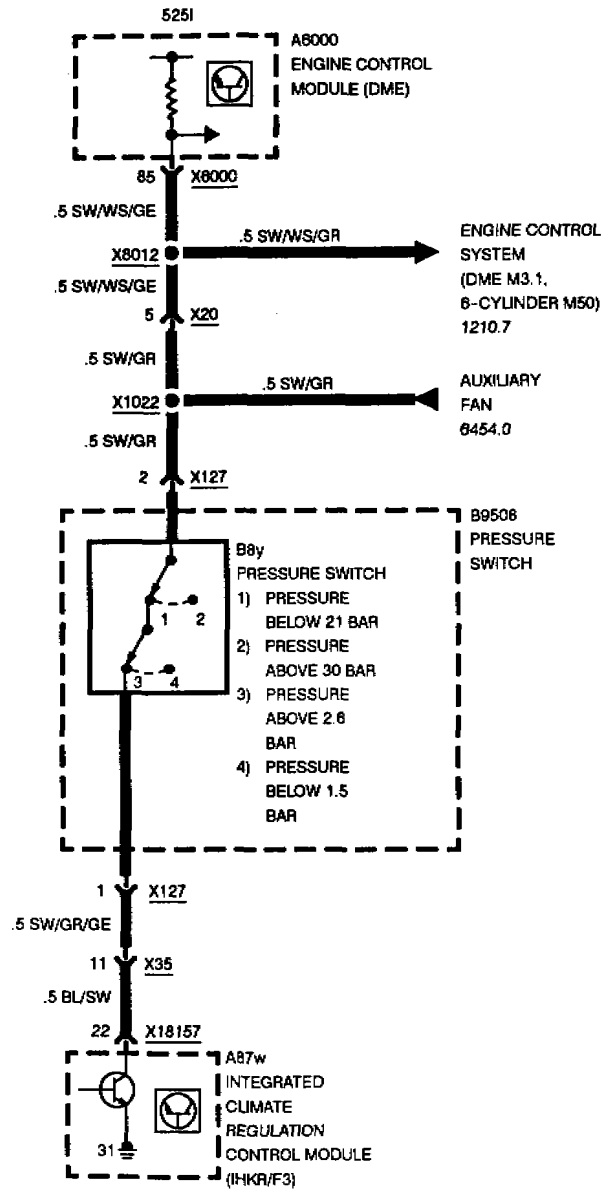 525I
A6000
ENGINE CONTROL
MODULE (DME)
85 X6000
.5 SW/WS/GE
X8012
.5 SW/WS/GR
ENGINE CONTROL
SYSTEM
(DME M3.1,
6-CYLINDER M50)
1210.7
.5 SW/WS/GE
5 X20
.5 SW/GR
X1022
.5 SW/GR
AUXILIARY
FAN
6454.0
.5 SW/GR
2 X127
B9508
PRESSURE
SWITCH
B8y
PRESSURE SWITCH
1) PRESSURE
BELOW 21 BAR
2) PRESSURE
ABOVE 30 BAR
3) PRESSURE
ABOVE 2.6
BAR
4) PRESSURE
BELOW 1.5
BAR
1 2
3 4
1 X127
.5 SW/GR/GE
11 X35
.5 BL/SW
22 X18157
A87w
INTEGRATED
CLIMATE
REGULATION
CONTROL MODULE
(IHKR/F3)
31